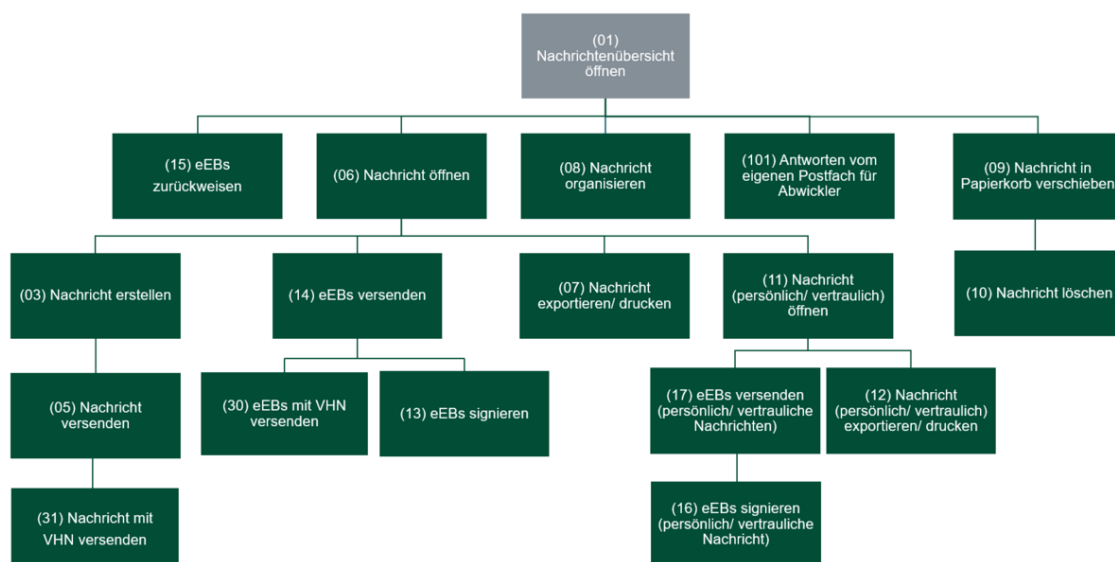 (01)
Nachrichtenübersicht
öffnen
(15) eEBs
zurückweisen
(06) Nachricht öffnen
(08) Nachricht
organisieren
(101) Antworten vom
eigenen Postfach für
Abwickler
(09) Nachricht in
Papierkorb verschieben
(03) Nachricht erstellen
(14) eEBs versenden
(07) Nachricht
exportieren/ drucken
(11) Nachricht
(persönlich/ vertraulich)
öffnen
(10) Nachricht löschen
(05) Nachricht
versenden
(30) eEBs mit VHN
versenden
(13) eEBs signieren
(17) eEBs versenden
(persönlich/ vertrauliche
Nachrichten)
(12) Nachricht
(persönlich/ vertraulich)
exportieren/ drucken
(31) Nachricht mit
VHN versenden
(16) eEBs signieren
(persönlich/ vertrauliche
Nachricht)